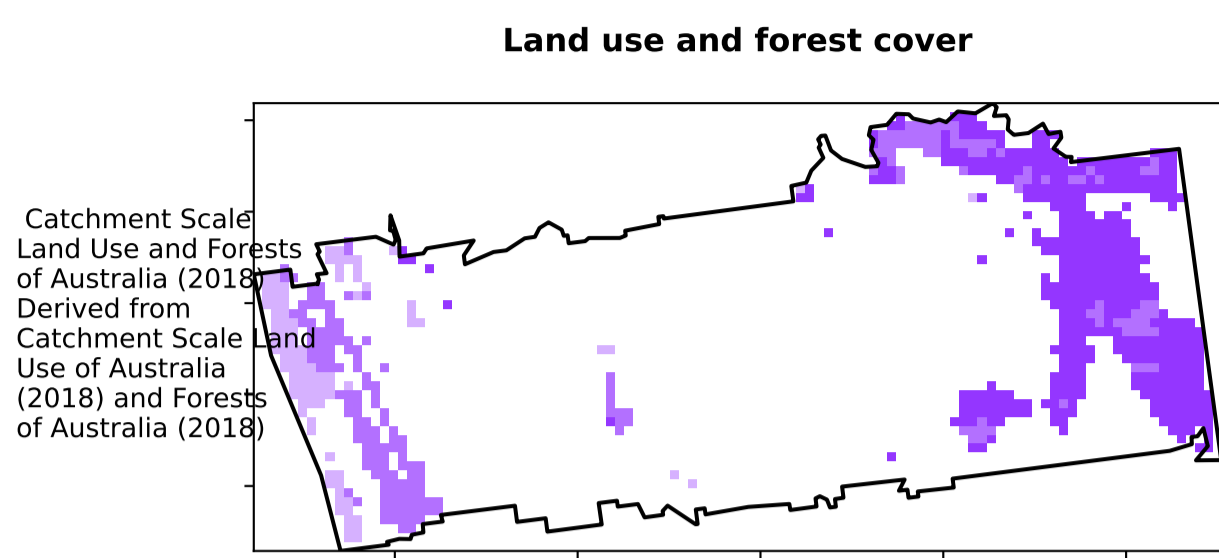 Land use and forest cover
Catchment Scale
Land Use and Forests
of Australia (2018)
Derived from
Catchment Scale Land
Use of Australia
(2018) and Forests
of Australia (2018)